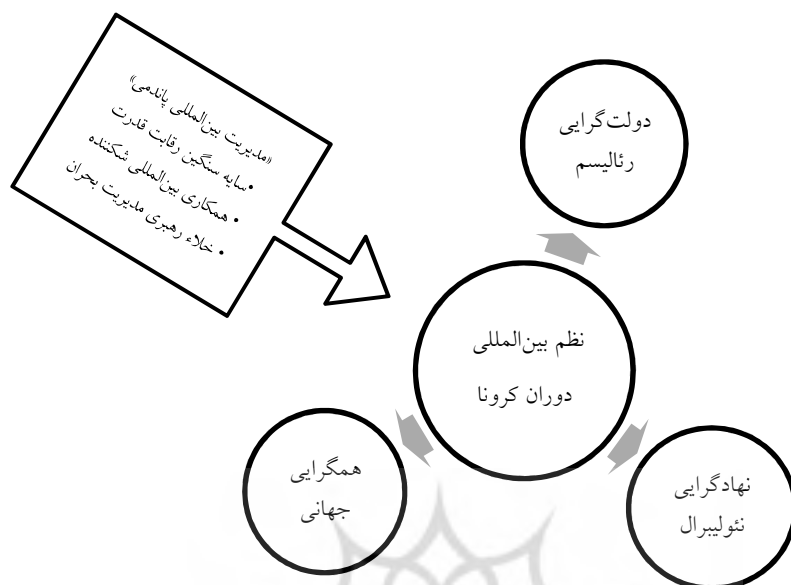 «مدیریت بین‌المللی پاندمی»
•سایه سنگین رقابت قدرت
• همکاری بین‌المللی شکننده
• خلاء رهبری مدیریت بحران
دولت‌گرایی
رئالیسم
نظم بین‌المللی
دوران کرونا
همگرایی
جهانی
نهادگرایی
نئولیبرال